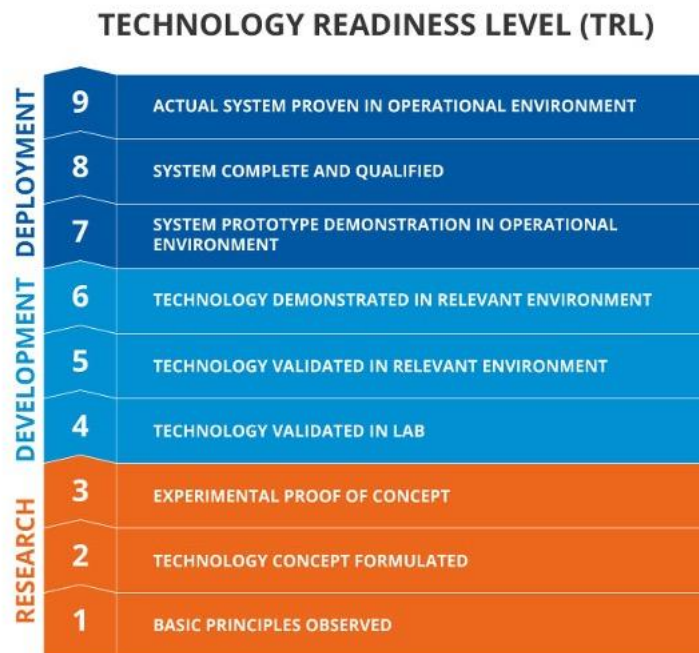 TECHNOLOGY READINESS LEVEL (TRL)
DEPLOYMENT
9 ACTUAL SYSTEM PROVEN IN OPERATIONAL ENVIRONMENT
8 SYSTEM COMPLETE AND QUALIFIED
7 SYSTEM PROTOTYPE DEMONSTRATION IN OPERATIONAL
ENVIRONMENT
DEVELOPMENT
6 TECHNOLOGY DEMONSTRATED IN RELEVANT ENVIRONMENT
5 TECHNOLOGY VALIDATED IN RELEVANT ENVIRONMENT
4 TECHNOLOGY VALIDATED IN LAB
RESEARCH
3 EXPERIMENTAL PROOF OF CONCEPT
2 TECHNOLOGY CONCEPT FORMULATED
1 BASIC PRINCIPLES OBSERVED